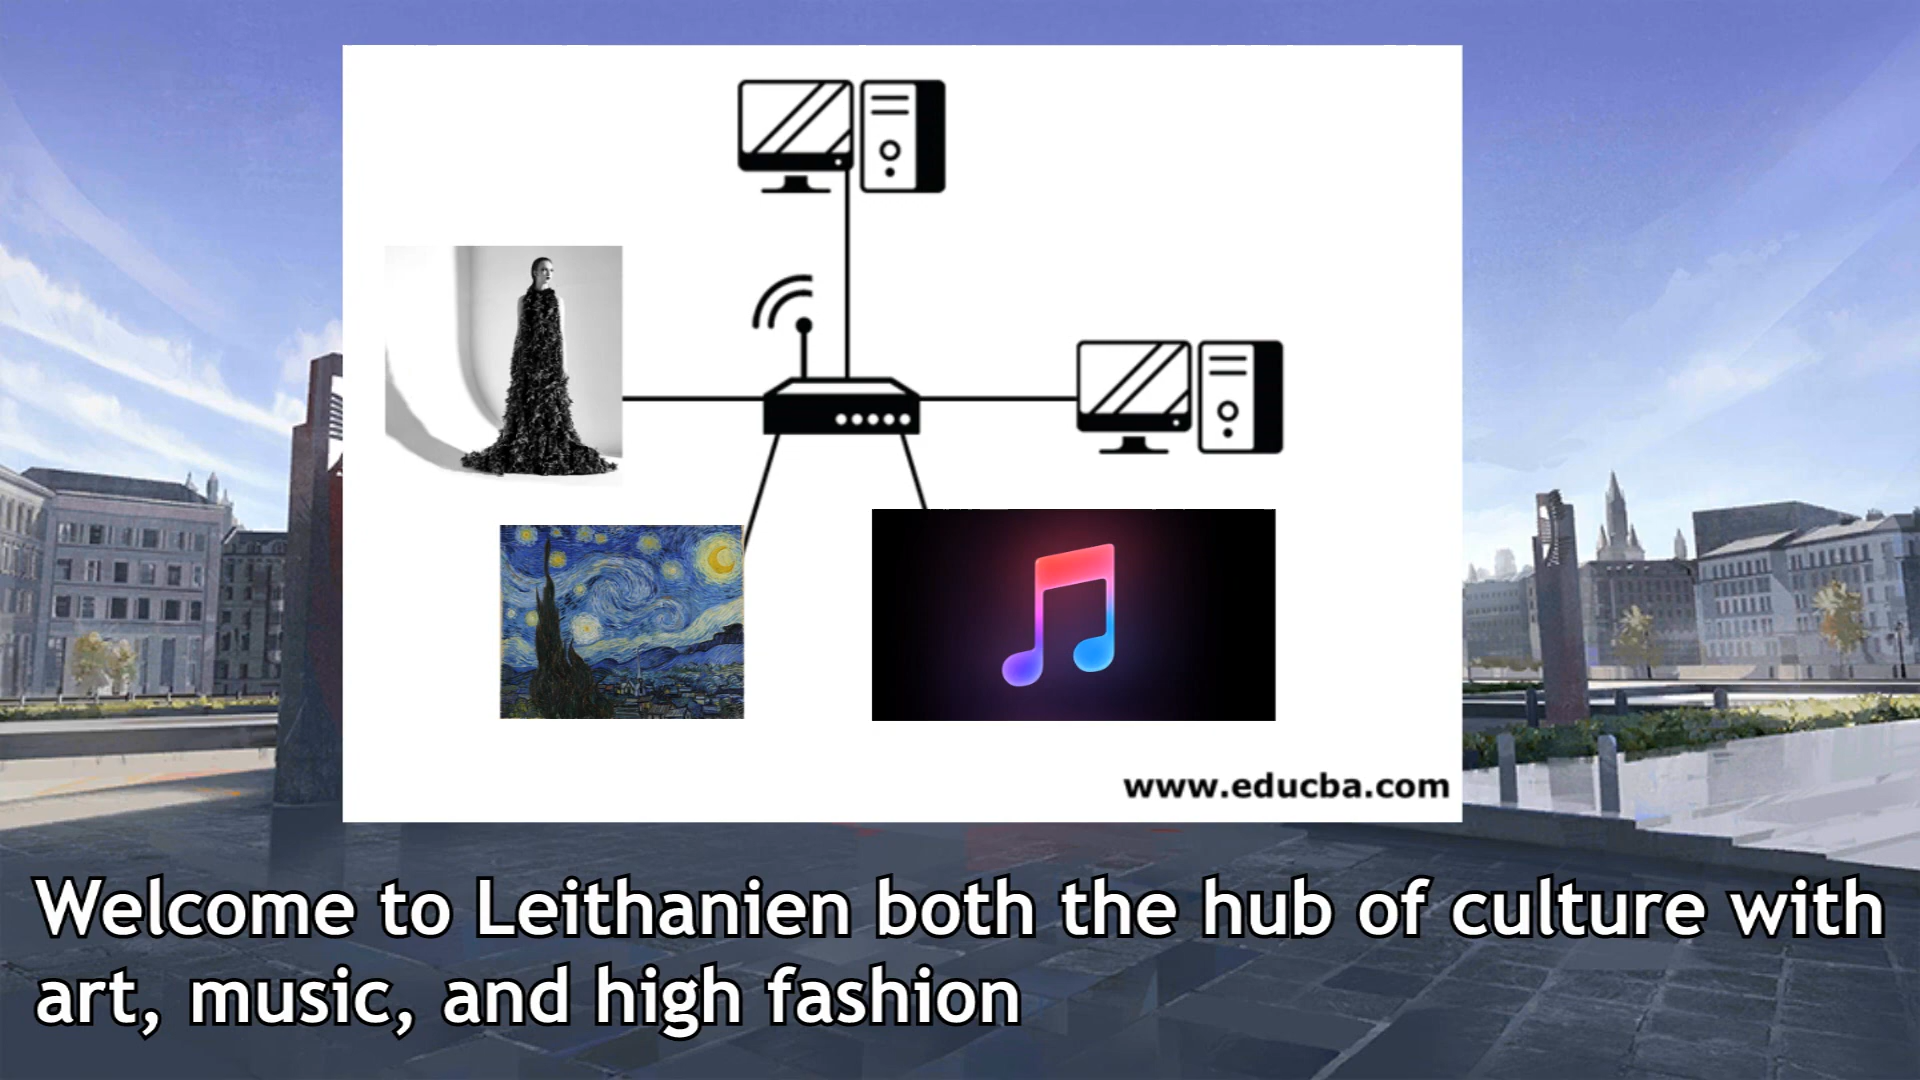 www.educba.com
Welcome to Leithanien both the hub of culture with
art, music, and high fashion